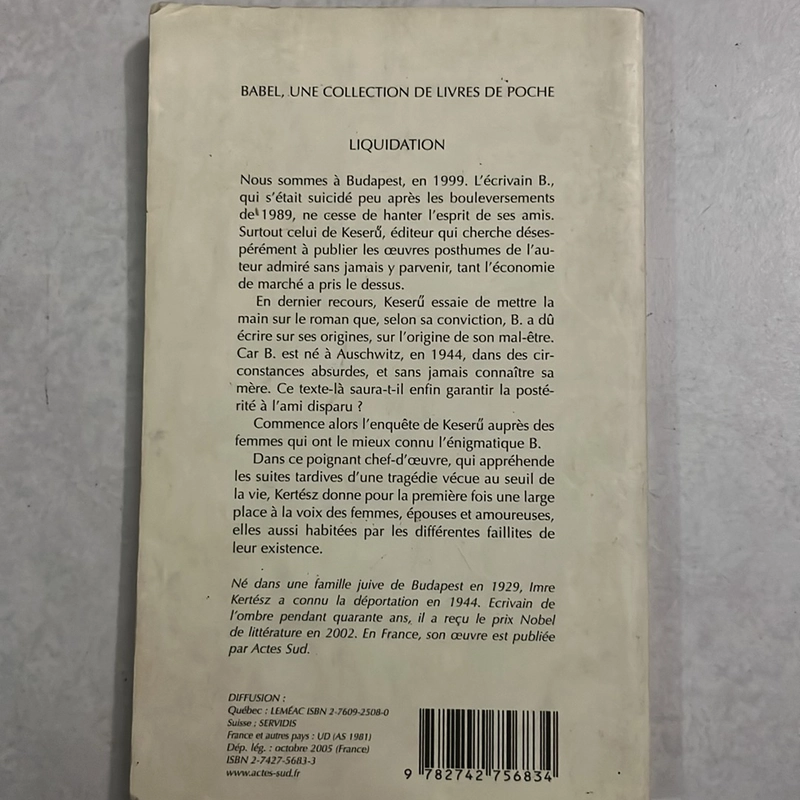 BABEL, UNE COLLECTION DE LIVRES DE POCHE
LIQUIDATION
Nous sommes à Budapest, en 1999. L'écrivain B.,
qui s'était suicidé peu après les bouleversements
de 1989, ne cesse de hanter l'esprit de ses amis.
Surtout celui de Keserű, éditeur qui cherche déses-
pérément à publier les œuvres posthumes de l'au-
teur admiré sans jamais y parvenir, tant l'économie
de marché a pris le dessus.
En dernier recours, Keserű essaie de mettre la
main sur le roman que, selon sa conviction, B. a dû
écrire sur ses origines, sur l'origine de son mal-être.
Car B. est né à Auschwitz, en 1944, dans des cir-
constances absurdes, et sans jamais connaître sa
mère. Ce texte-là saura-t-il enfin garantir la posté-
rité à l'ami disparu ?
Commence alors l'enquête de Keserű auprès des
femmes qui ont le mieux connu l'énigmatique B.
Dans ce poignant chef-d'œuvre, qui appréhende
les suites tardives d'une tragédie vécue au seuil de
la vie, Kertész donne pour la première fois une large
place à la voix des femmes, épouses et amoureuses,
elles aussi habitées par les différentes faillites de
leur existence.
Né dans une famille juive de Budapest en 1929, Imre
Kertész a connu la déportation en 1944. Ecrivain de
l'ombre pendant quarante ans, il a reçu le prix Nobel
de littérature en 2002. En France, son œuvre est publiée
par Actes Sud.
DIFFUSION :
Québec : LEMÉAC ISBN 2-7609-2508-0
Suisse : SERVIDIS
France et autres pays : UD (AS 1981)
Dép. lég. : octobre 2005 (France)
ISBN 2-7427-5683-3
www.actes-sud.fr
9 782742 756834